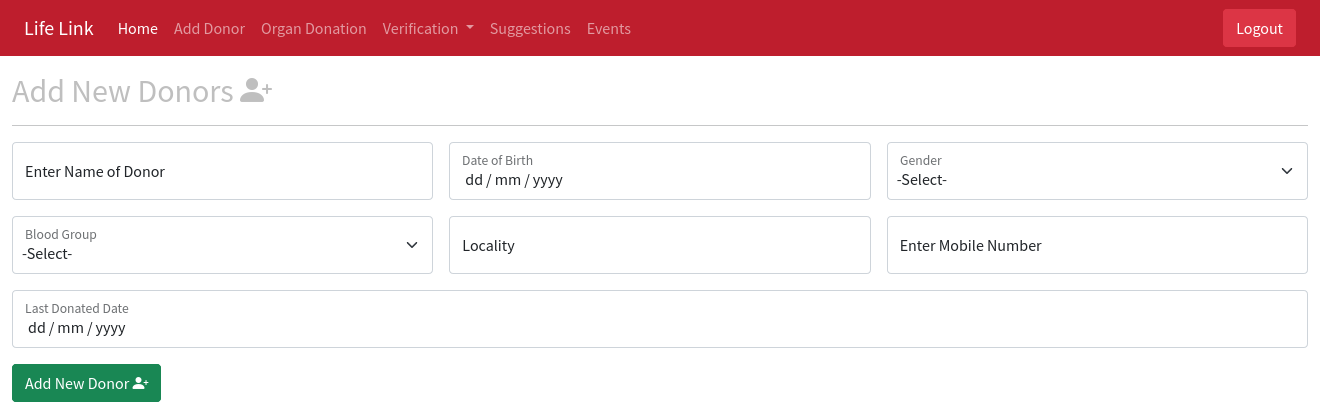 Life Link Home Add Donor Organ Donation Verification Suggestions Events Logout
Add New Donors
Enter Name of Donor
Date of Birth
dd / mm / yyyy
Gender
-Select-
Blood Group
-Select-
Locality
Enter Mobile Number
Last Donated Date
dd / mm / yyyy
Add New Donor